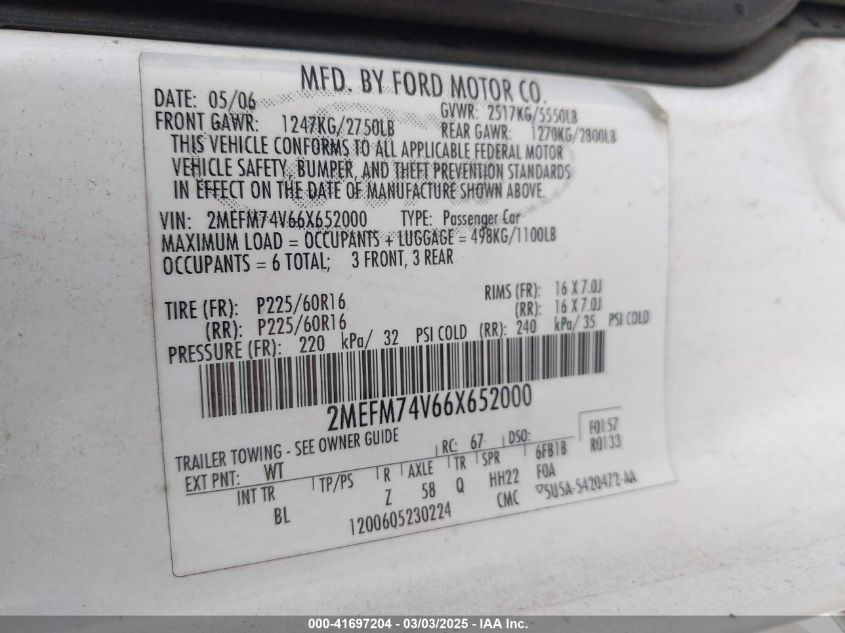 MFD. BY FORD MOTOR CO.
DATE: 05/06 GVWR: 2517KG/5550LB
FRONT GAWR: 1247KG/2750LB REAR GAWR: 1270KG/2800LB
THIS VEHICLE CONFORMS TO ALL APPLICABLE FEDERAL MOTOR
VEHICLE SAFETY, BUMPER, AND THEFT PREVENTION STANDARDS
IN EFFECT ON THE DATE OF MANUFACTURE SHOWN ABOVE.
VIN: 2MEFM74V66X652000 TYPE: Passenger Car
MAXIMUM LOAD = OCCUPANTS + LUGGAGE = 498KG/1100LB
OCCUPANTS = 6 TOTAL; 3 FRONT, 3 REAR
TIRE (FR): P225/60R16 RIMS (FR): 16 X 7.0J
(RR): P225/60R16 (RR): 16 X 7.0J
PRESSURE (FR): 220 kPa/ 32 PSI COLD (RR): 240 kPa/ 35 PSI COLD
2MEFM74V66X652000
TRAILER TOWING - SEE OWNER GUIDE RC: 67 DSO: F0157
EXT PNT: WT 6FB1B R0133
INT TR TP/PS R AXLE TR SPR F0A
BL Z 58 Q HH22 5U5A-5420472-AA
1200605230224 CMC
000-41697204 - 03/03/2025 - IAA Inc.